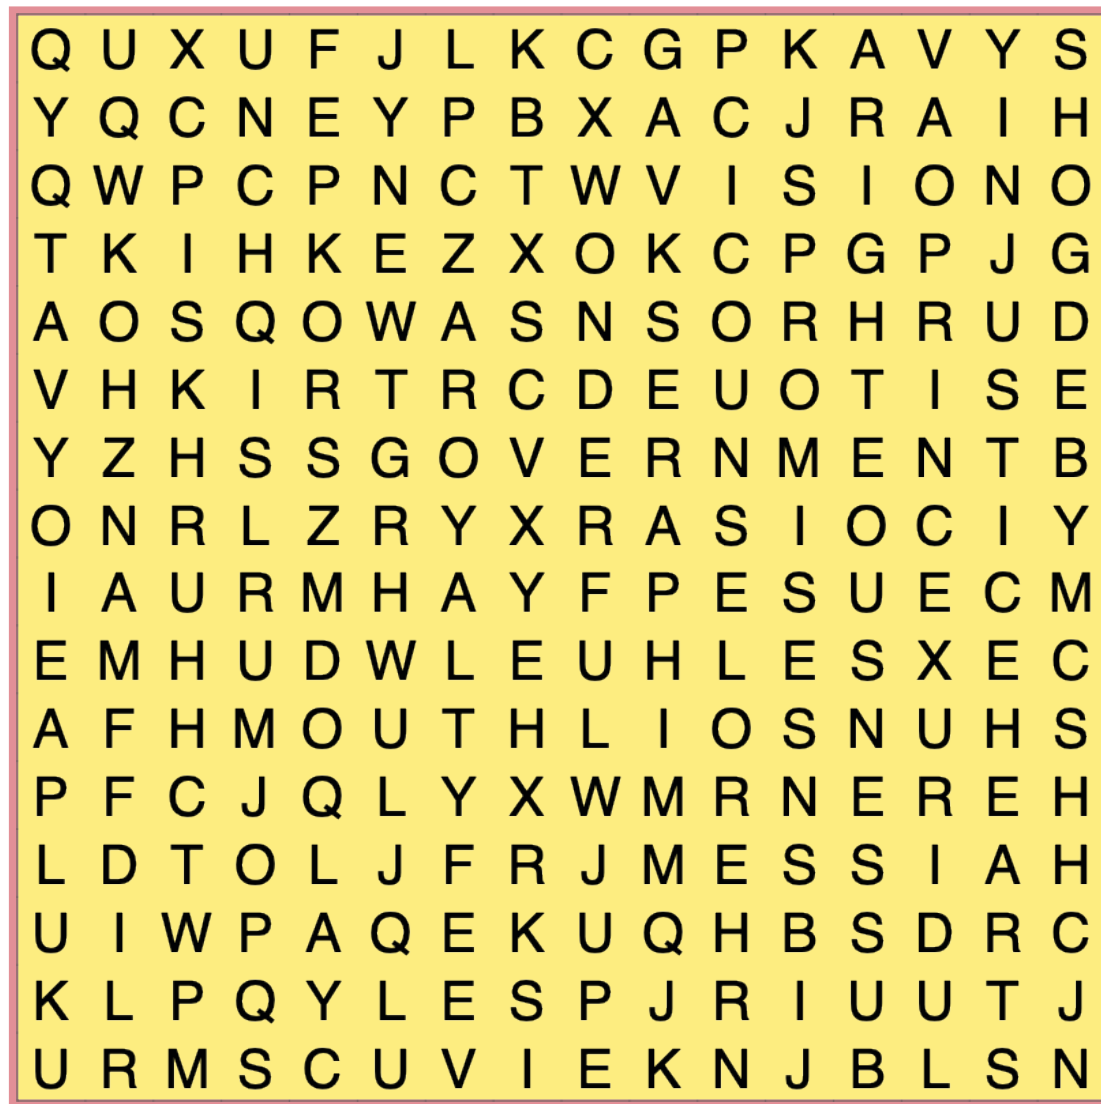 Q U X U F J L K C G P K A V Y S
Y Q C N E Y P B X A C J R A I H
Q W P C P N C T W V I S I O N O
T K I H K E Z X O K C P G P J G
A O S Q O W A S N S O R H R U D
V H K I R T R C D E U O T I S E
Y Z H S S G O V E R N M E N T B
O N R L Z R Y X R A S I O C I Y
I A U R M H A Y F P E S U E C M
E M H U D W L E U H L E S X E C
A F H M O U T H L I O S N U H S
P F C J Q L Y X W M R N E R E H
L D T O L J F R J M E S S I A H
U I W P A Q E K U Q H B S D R C
K L P Q Y L E S P J R I U U T J
U R M S C U V I E K N J B L S N